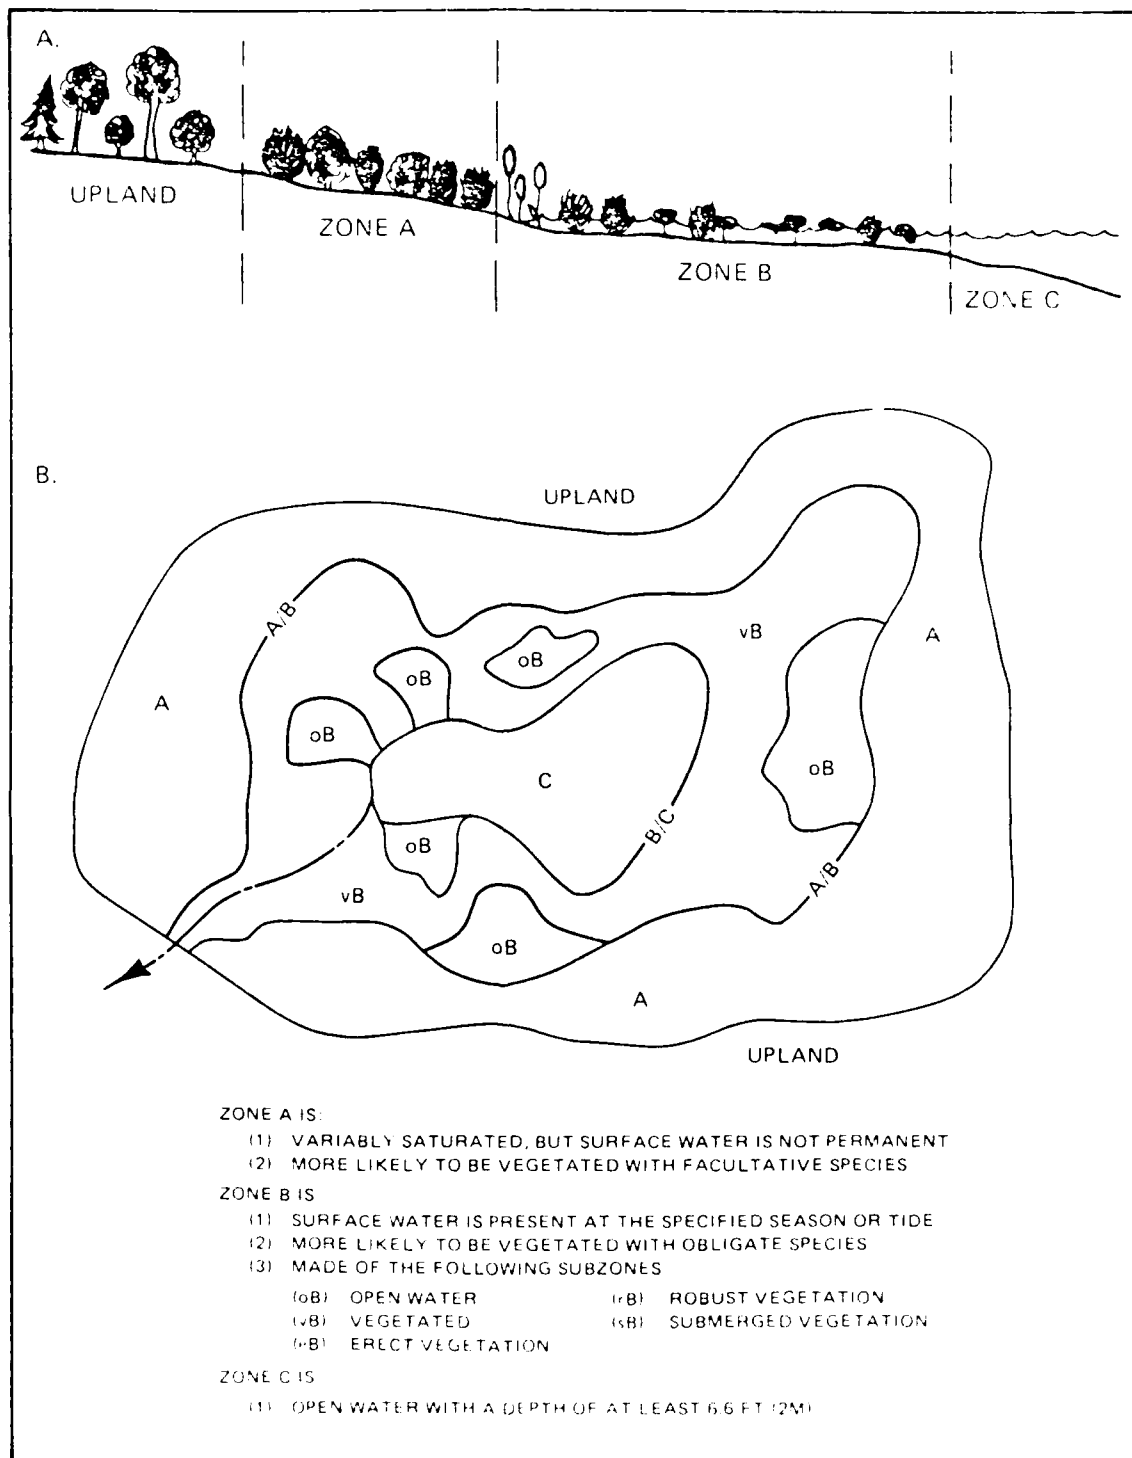 A.
UPLAND
ZONE A
ZONE B
ZONE C
B.
UPLAND
A/B
vB
A
oB
oB
A
oB
oB
C
B/C
oB
A/B
vB
oB
A
UPLAND
ZONE A IS:
(1) VARIABLY SATURATED, BUT SURFACE WATER IS NOT PERMANENT
(2) MORE LIKELY TO BE VEGETATED WITH FACULTATIVE SPECIES
ZONE B IS
(1) SURFACE WATER IS PRESENT AT THE SPECIFIED SEASON OR TIDE
(2) MORE LIKELY TO BE VEGETATED WITH OBLIGATE SPECIES
(3) MADE OF THE FOLLOWING SUBZONES
(oB) OPEN WATER (rB) ROBUST VEGETATION
(vB) VEGETATED (sB) SUBMERGED VEGETATION
(eB) ERECT VEGETATION
ZONE C IS
(1) OPEN WATER WITH A DEPTH OF AT LEAST 6.6 FT (2M)